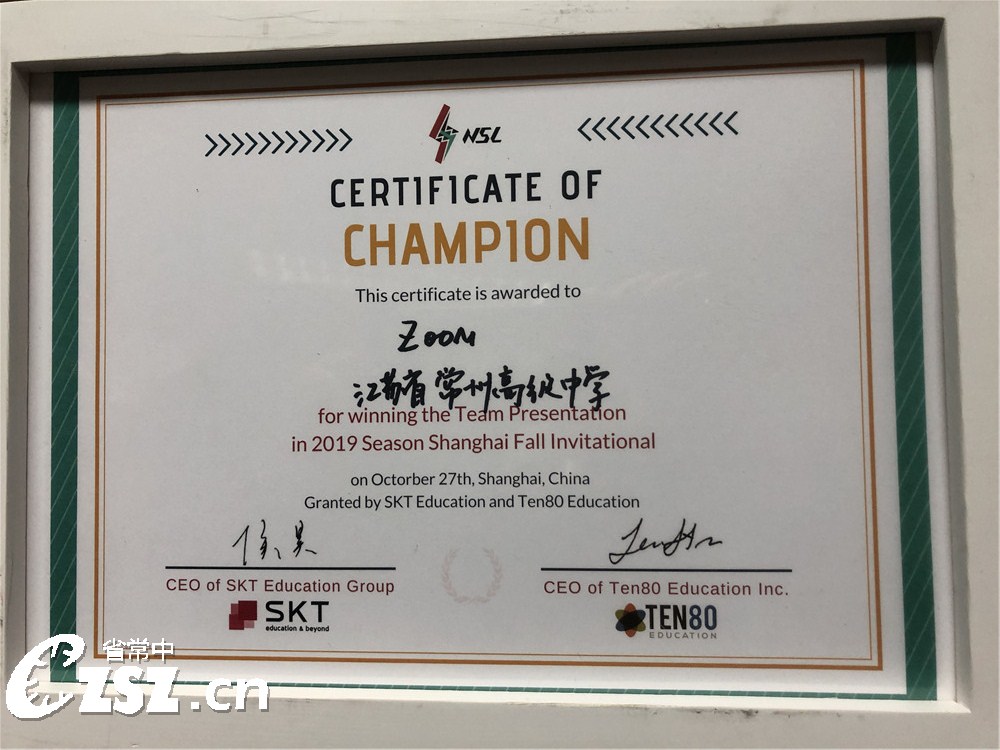 NSL
CERTIFICATE OF
CHAMPION
This certificate is awarded to
Zoom
江苏省常州高级中学
for winning the Team Presentation
in 2019 Season Shanghai Fall Invitational
on Octorber 27th, Shanghai, China
Granted by SKT Education and Ten80 Education
CEO of SKT Education Group
CEO of Ten80 Education Inc.
SKT
education & beyond
TEN80
EDUCATION
省常中
CZSZ.cn